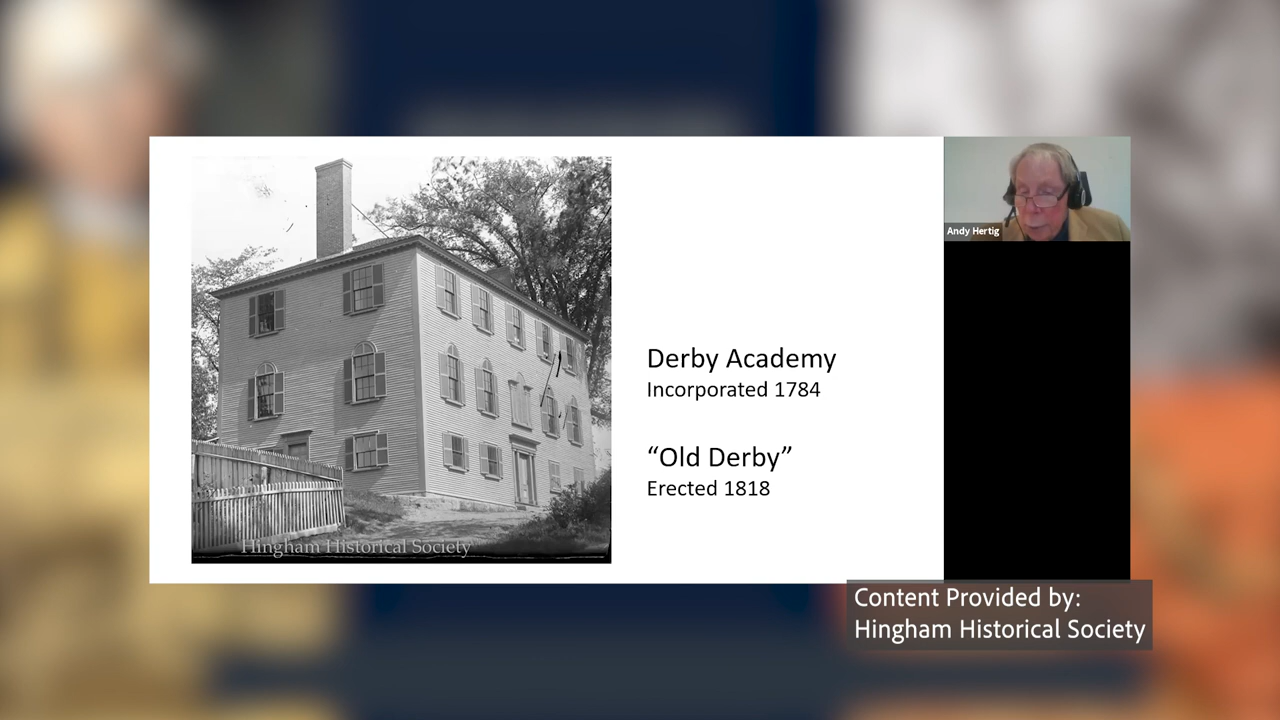 Andy Hertig
Derby Academy
Incorporated 1784
“Old Derby”
Erected 1818
Hingham Historical Society
Content Provided by:
Hingham Historical Society